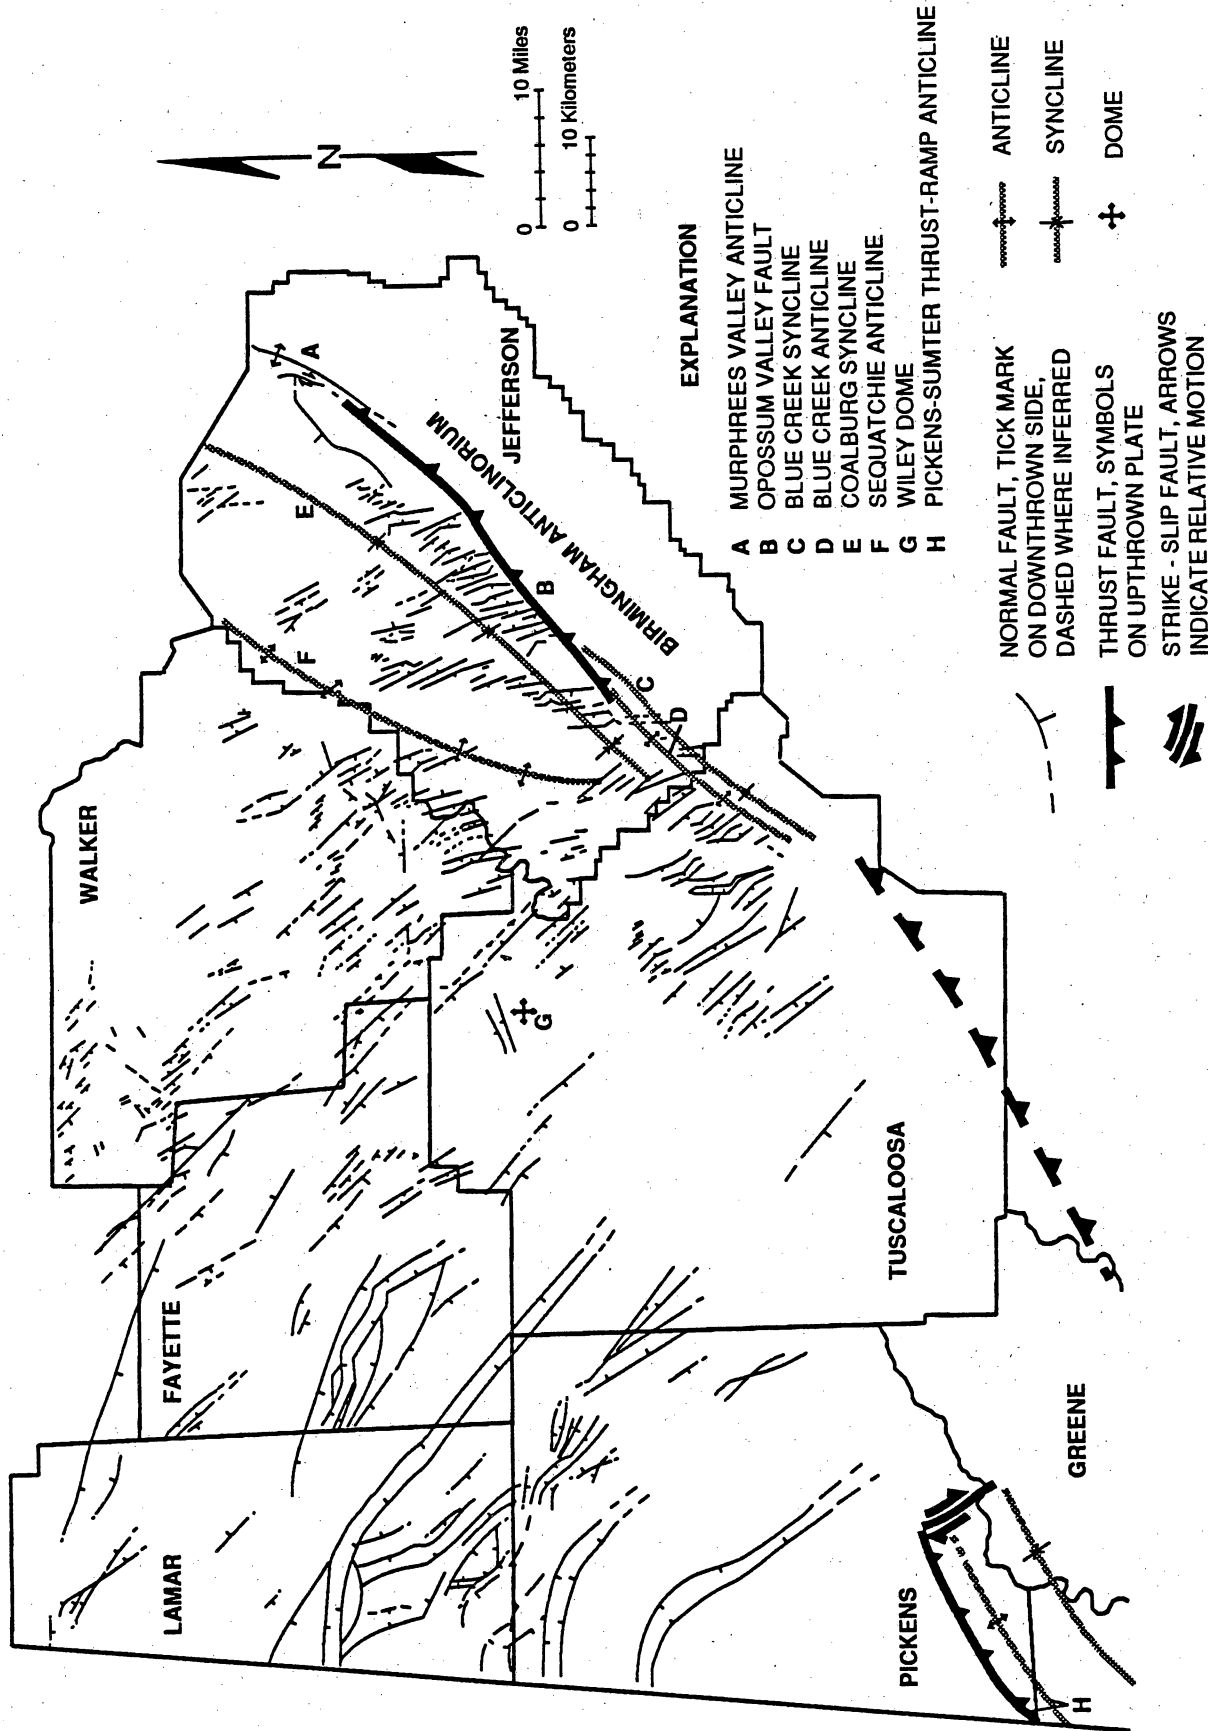 WALKER
FAYETTE
LAMAR
JEFFERSON
BIRMINGHAM ANTICLINORIUM
TUSCALOOSA
PICKENS
GREENE
A
B
C
D
E
F
G
H
N
0 10 Miles
0 10 Kilometers
EXPLANATION
A MURPHREES VALLEY ANTICLINE
B OPOSSUM VALLEY FAULT
C BLUE CREEK SYNCLINE
D BLUE CREEK ANTICLINE
E COALBURG SYNCLINE
F SEQUATCHIE ANTICLINE
G WILEY DOME
H PICKENS-SUMTER THRUST-RAMP ANTICLINE
NORMAL FAULT, TICK MARK
ON DOWNTHROWN SIDE,
DASHED WHERE INFERRED
THRUST FAULT, SYMBOLS
ON UPTHROWN PLATE
STRIKE - SLIP FAULT, ARROWS
INDICATE RELATIVE MOTION
ANTICLINE
SYNCLINE
DOME